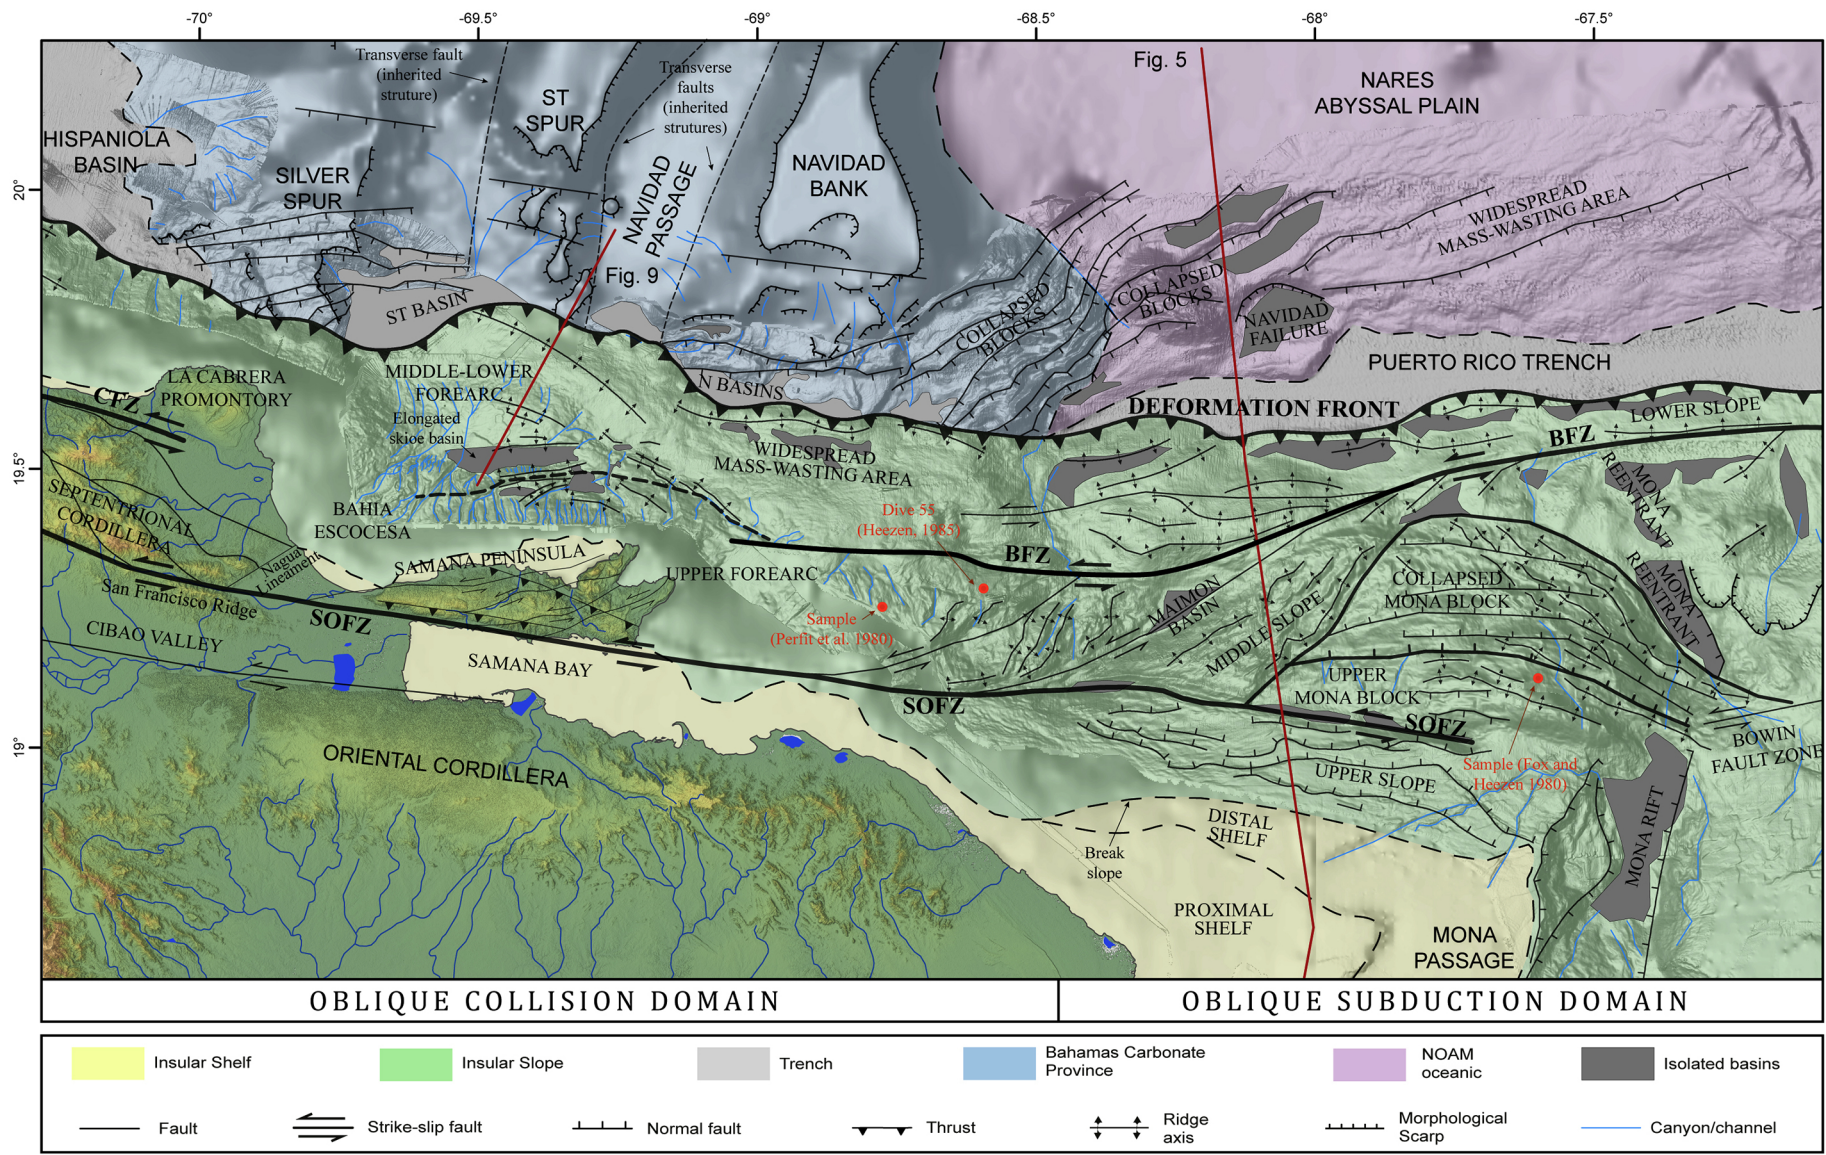 -70°
-69.5°
-69°
-68.5°
-68°
-67.5°
20°
19.5°
19°
Transverse fault
(inherited
struture)
ST
SPUR
Transverse
faults
(inherited
strutures)
Fig. 5
NARES
ABYSSAL PLAIN
HISPANIOLA
BASIN
SILVER
SPUR
NAVIDAD
PASSAGE
NAVIDAD
BANK
WIDESPREAD
MASS-WASTING AREA
Fig. 9
ST BASIN
COLLAPSED
BLOCKS
COLLAPSED
BLOCKS
NAVIDAD
FAILURE
PUERTO RICO TRENCH
LA CABRERA
PROMONTORY
MIDDLE-LOWER
FOREARC
N BASINS
DEFORMATION FRONT
LOWER SLOPE
CFZ
Elongated
skioe basin
WIDESPREAD
MASS-WASTING AREA
BFZ
MONA
REENTRANT
SEPTENTRIONAL
CORDILLERA
BAHIA
ESCOCESA
Dive 55
(Heezen, 1985)
BFZ
Nagua
Lineament
SAMANA PENINSULA
UPPER FOREARC
MAIMON
BASIN
COLLAPSED
MONA BLOCK
MONA
REENTRANT
San Francisco Ridge
SOFZ
Sample
(Perfit et al. 1980)
MIDDLE SLOPE
CIBAO VALLEY
SAMANA BAY
UPPER
MONA BLOCK
SOFZ
SOFZ
BOWIN
FAULT ZONE
ORIENTAL CORDILLERA
UPPER SLOPE
Sample (Fox and
Heezen 1980)
DISTAL
SHELF
Break
slope
MONA RIFT
PROXIMAL
SHELF
MONA
PASSAGE
OBLIQUE COLLISION DOMAIN
OBLIQUE SUBDUCTION DOMAIN
Insular Shelf
Insular Slope
Trench
Bahamas Carbonate
Province
NOAM
oceanic
Isolated basins
Fault
Strike-slip fault
Normal fault
Thrust
Ridge
axis
Morphological
Scarp
Canyon/channel